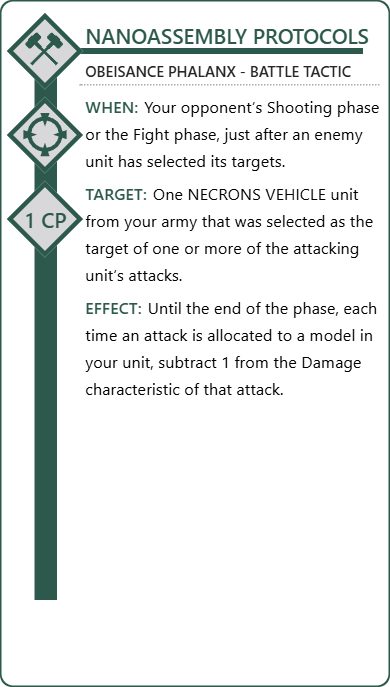 NANOASSEMBLY PROTOCOLS
OBEISANCE PHALANX - BATTLE TACTIC
WHEN: Your opponent's Shooting phase
or the Fight phase, just after an enemy
unit has selected its targets.
1 CP
TARGET: One NECRONS VEHICLE unit
from your army that was selected as the
target of one or more of the attacking
unit's attacks.
EFFECT: Until the end of the phase, each
time an attack is allocated to a model in
your unit, subtract 1 from the Damage
characteristic of that attack.